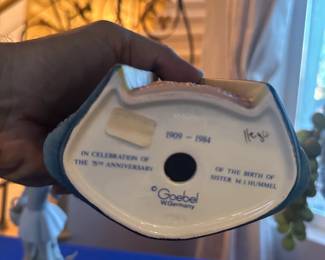 1909 - 1984
IN CELEBRATION OF
THE 75TH ANNIVERSARY
OF THE BIRTH OF
SISTER M.I. HUMMEL
© Goebel
W. Germany